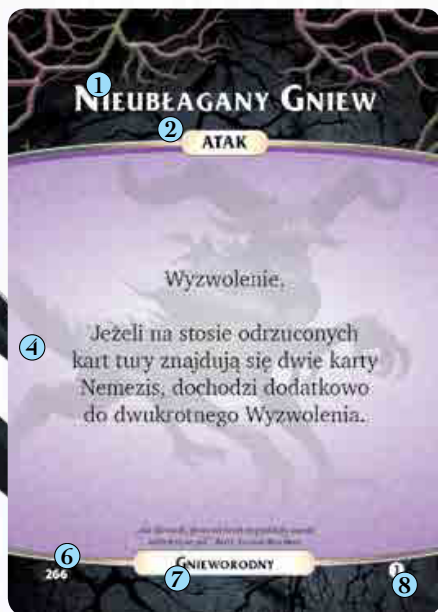 1
NIEUBŁAGANY GNIEW
2
ATAK
Wyzwolenie.
4
Jeżeli na stosie odrzuconych
kart tury znajdują się dwie karty
Nemezis, dochodzi dodatkowo
do dwukrotnego Wyzwolenia.
6
266
GNIEWORODNY
7
1
8